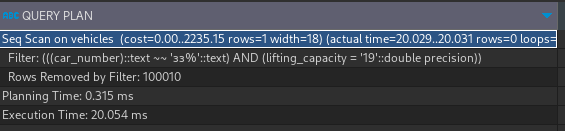 QUERY PLAN
Seq Scan on vehicles (cost=0.00..2235.15 rows=1 width=18) (actual time=20.029..20.031 rows=0 loops=
Filter: (((car_number)::text ~~ 'зз%'::text) AND (lifting_capacity = '19'::double precision))
Rows Removed by Filter: 100010
Planning Time: 0.315 ms
Execution Time: 20.054 ms